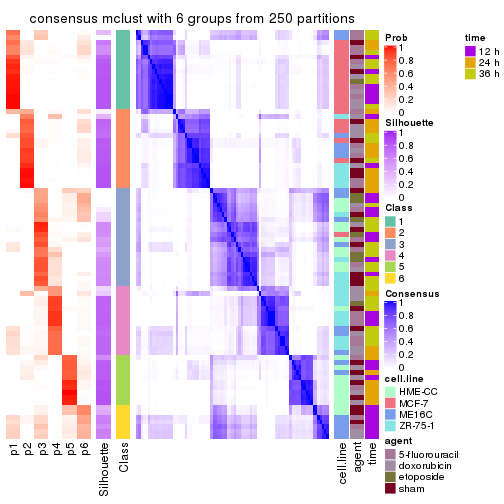 consensus mclust with 6 groups from 250 partitions
Prob
1
0.8
0.6
0.4
0.2
0
Silhouette
1
0.8
0.6
0.4
0.2
0
Class
1
2
3
4
5
6
Consensus
1
0.8
0.6
0.4
0.2
0
cell.line
HME-CC
MCF-7
ME16C
ZR-75-1
agent
5-fluorouracil
doxorubicin
etoposide
sham
time
12 h
24 h
36 h
p1
p2
p3
p4
p5
p6
Silhouette
Class
cell.line
agent
time